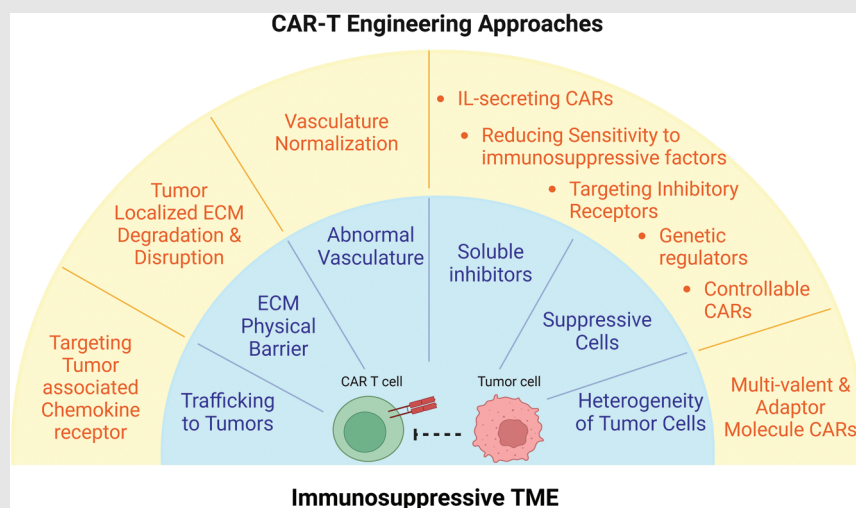 CAR-T Engineering Approaches
Targeting
Tumor
associated
Chemokine
receptor
Tumor
Localized ECM
Degradation &
Disruption
Vasculature
Normalization
• IL-secreting CARs
• Reducing Sensitivity to
immunosuppressive factors
• Targeting Inhibitory
Receptors
• Genetic
regulators
• Controllable
CARs
Multi-valent &
Adaptor
Molecule CARs
Trafficking
to Tumors
ECM
Physical
Barrier
Abnormal
Vasculature
Soluble
inhibitors
Suppressive
Cells
Heterogeneity
of Tumor Cells
CAR T cell
Tumor cell
Immunosuppressive TME